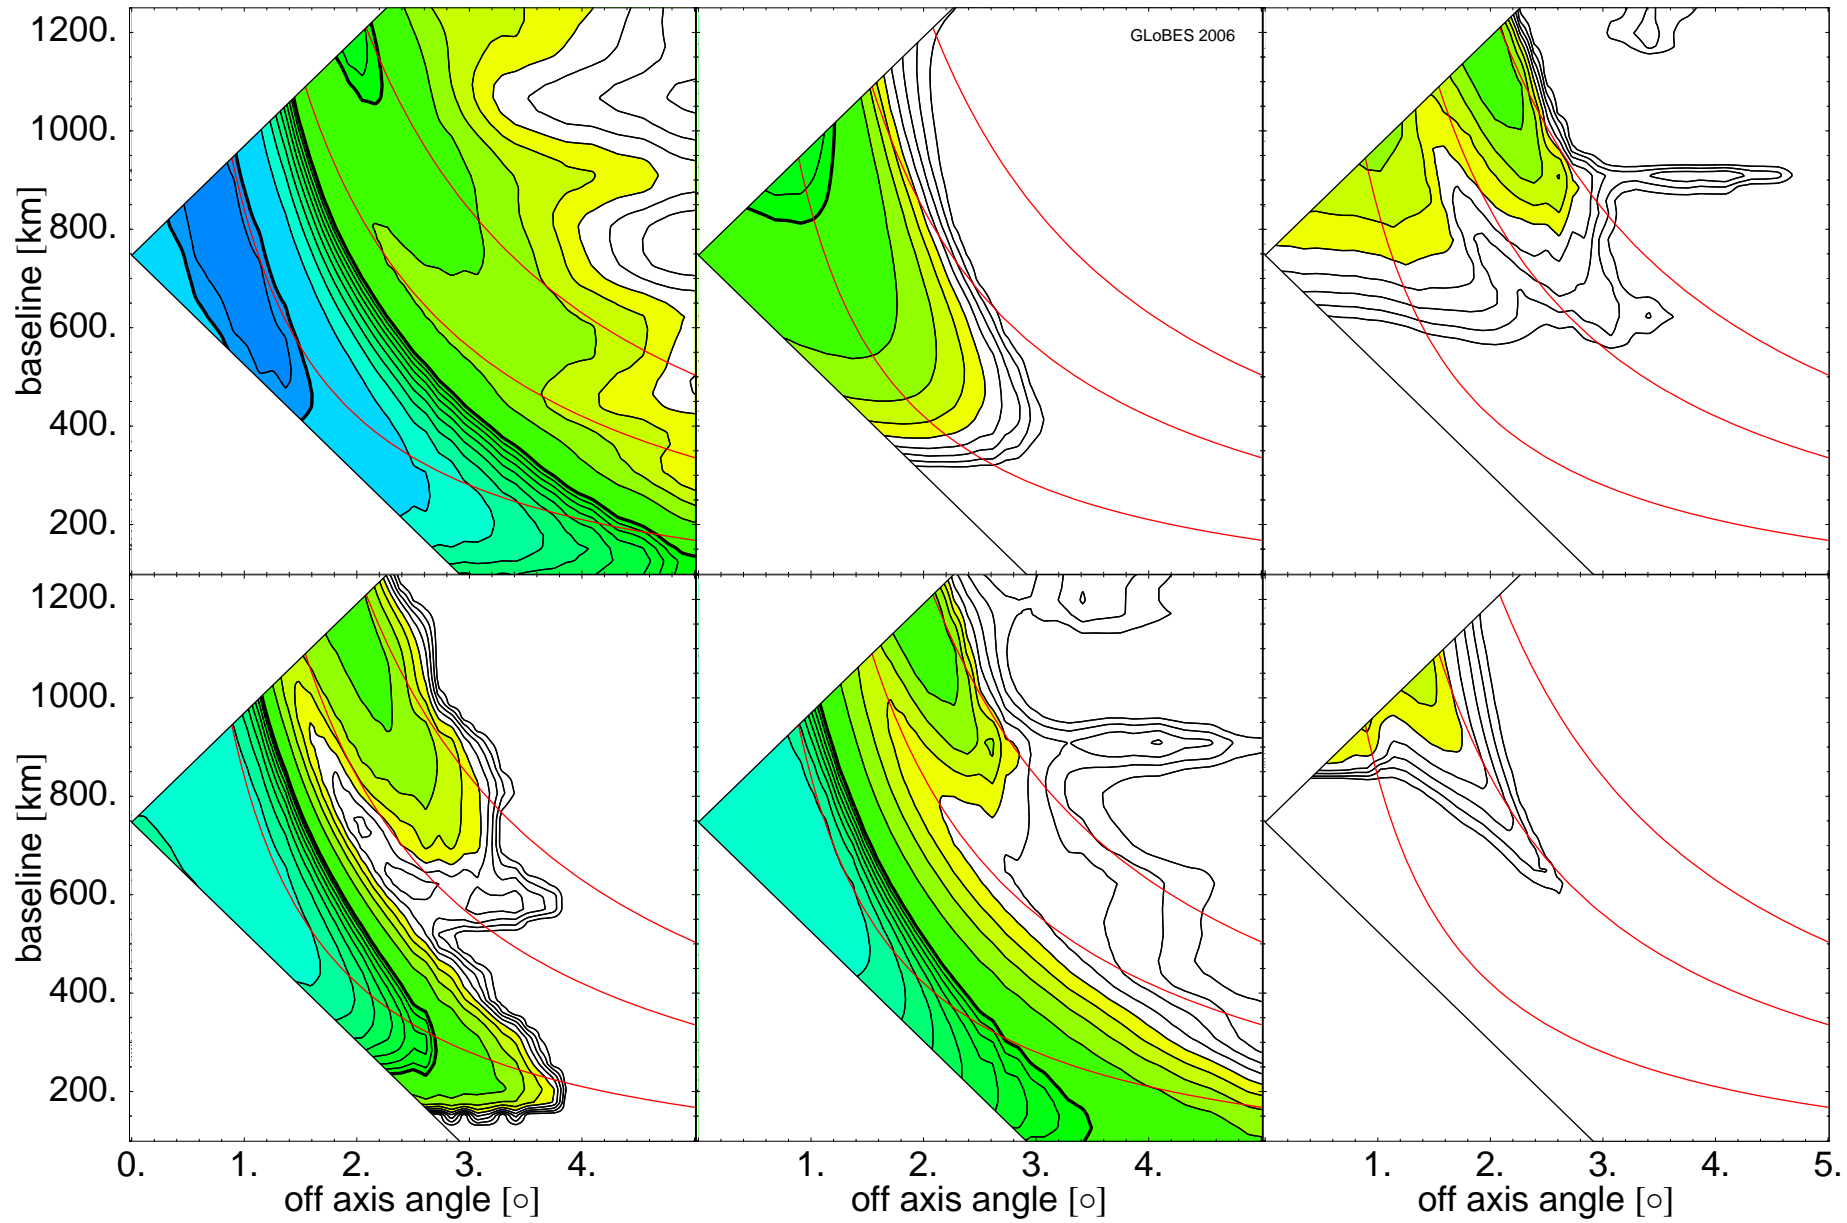 GLoBES 2006
1200.
1000.
800.
600.
400.
200.
baseline [km]
1200.
1000.
800.
600.
400.
200.
baseline [km]
0. 1. 2. 3. 4. 1. 2. 3. 4. 1. 2. 3. 4. 5.
off axis angle [○] off axis angle [○] off axis angle [○]